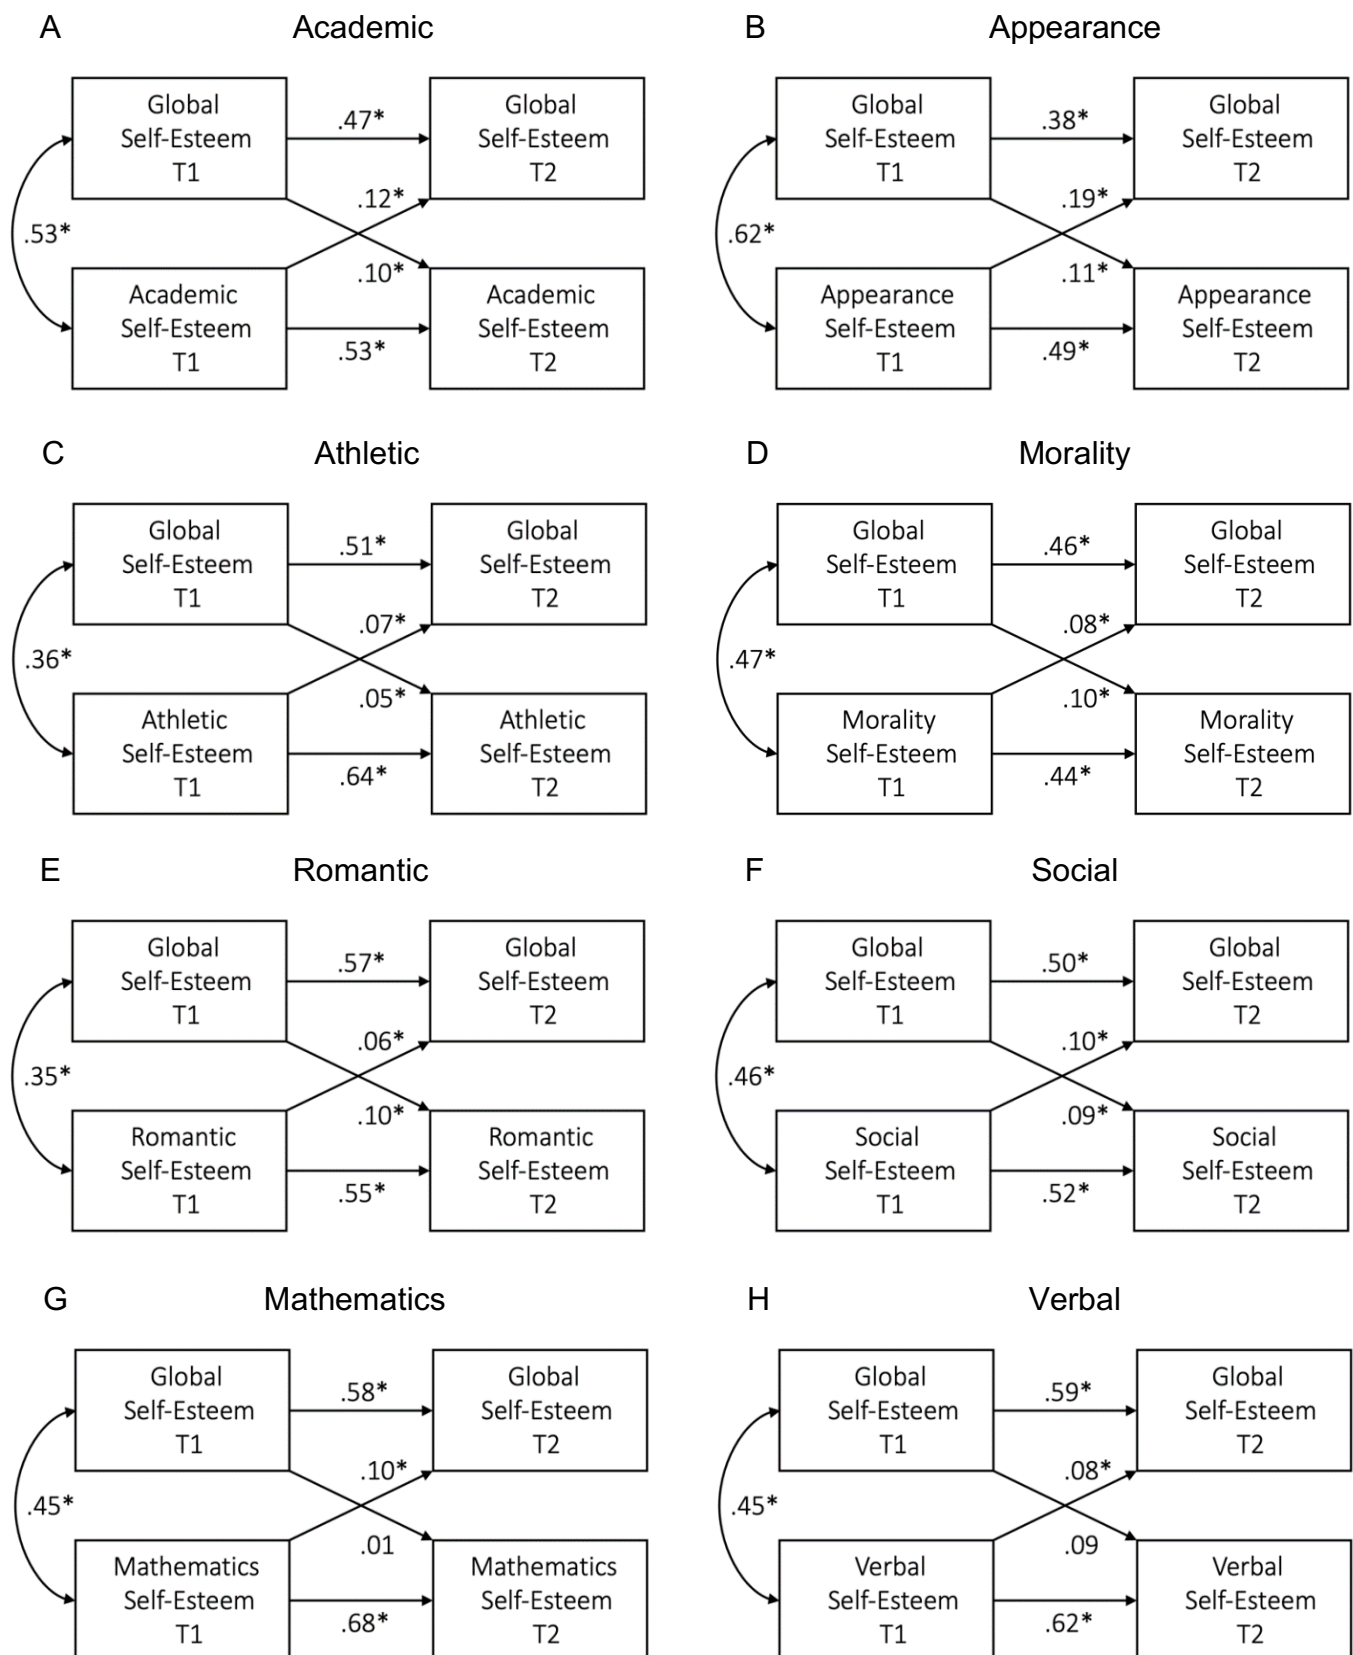 A
Academic
Global
Self-Esteem
T1
.47*
Global
Self-Esteem
T2
.12*
.53*
.10*
Academic
Self-Esteem
T1
.53*
Academic
Self-Esteem
T2
B
Appearance
Global
Self-Esteem
T1
.38*
Global
Self-Esteem
T2
.19*
.62*
.11*
Appearance
Self-Esteem
T1
.49*
Appearance
Self-Esteem
T2
C
Athletic
Global
Self-Esteem
T1
.51*
Global
Self-Esteem
T2
.07*
.36*
.05*
Athletic
Self-Esteem
T1
.64*
Athletic
Self-Esteem
T2
D
Morality
Global
Self-Esteem
T1
.46*
Global
Self-Esteem
T2
.08*
.47*
.10*
Morality
Self-Esteem
T1
.44*
Morality
Self-Esteem
T2
E
Romantic
Global
Self-Esteem
T1
.57*
Global
Self-Esteem
T2
.06*
.35*
.10*
Romantic
Self-Esteem
T1
.55*
Romantic
Self-Esteem
T2
F
Social
Global
Self-Esteem
T1
.50*
Global
Self-Esteem
T2
.10*
.46*
.09*
Social
Self-Esteem
T1
.52*
Social
Self-Esteem
T2
G
Mathematics
Global
Self-Esteem
T1
.58*
Global
Self-Esteem
T2
.10*
.45*
.01
Mathematics
Self-Esteem
T1
.68*
Mathematics
Self-Esteem
T2
H
Verbal
Global
Self-Esteem
T1
.59*
Global
Self-Esteem
T2
.08*
.45*
.09
Verbal
Self-Esteem
T1
.62*
Verbal
Self-Esteem
T2